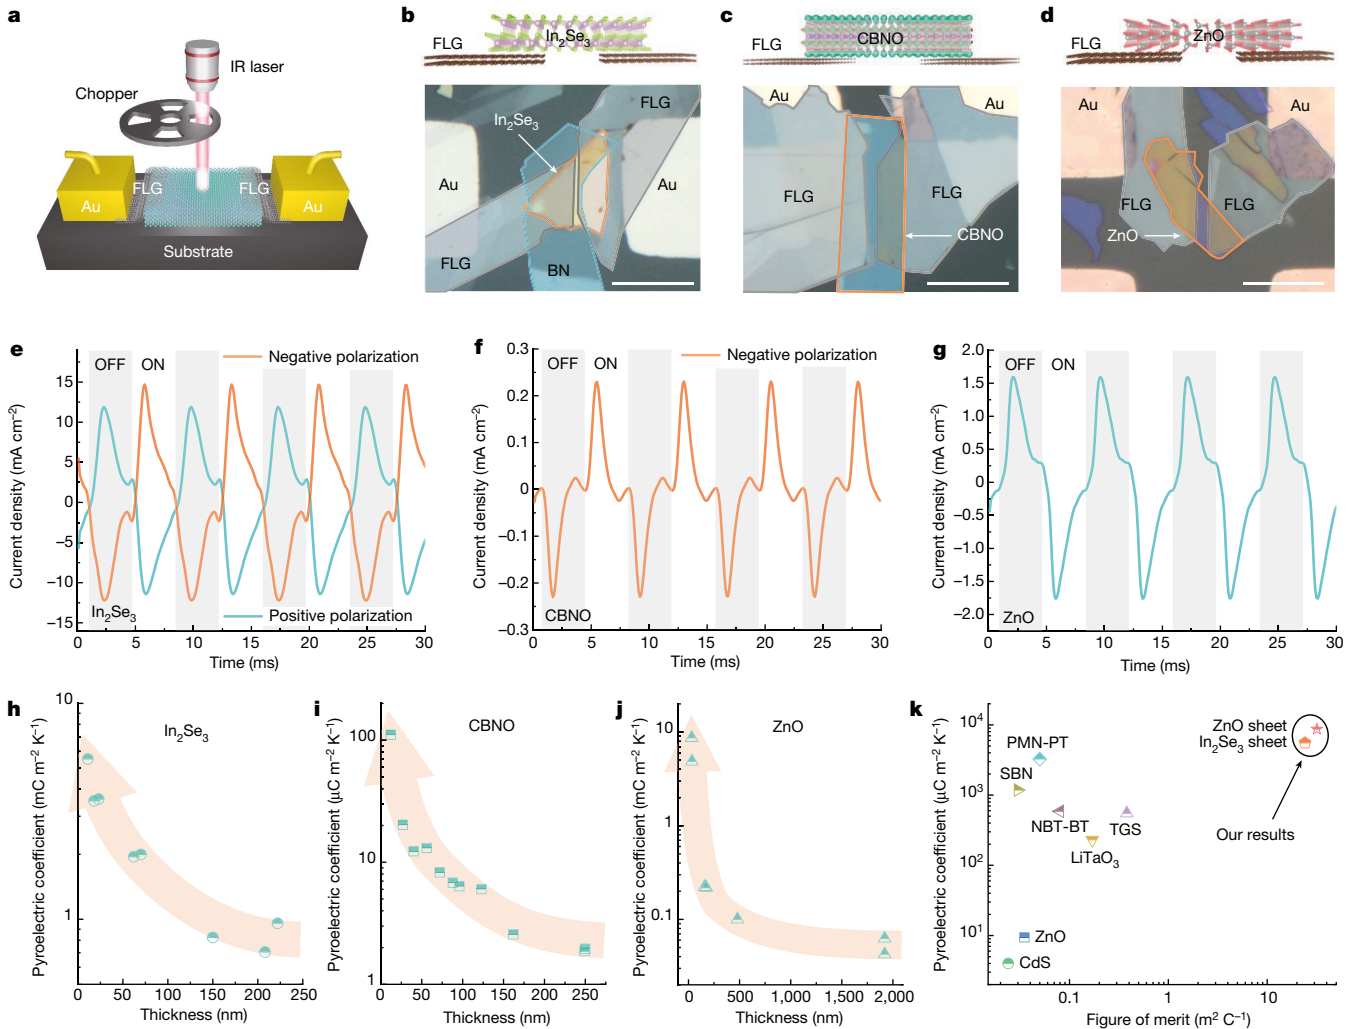 a
IR laser
Chopper
FLG
FLG
Au
Au
Substrate
b
In₂Se₃
FLG
FLG
In₂Se₃
Au
Au
FLG
BN
c
CBNO
FLG
Au
Au
FLG
FLG
CBNO
d
FLG
ZnO
Au
Au
FLG
FLG
ZnO
e
OFF
ON
Negative polarization
Current density (mA cm⁻²)
15
10
5
0
−5
−10
−15
In₂Se₃
Positive polarization
0
5
10
15
20
25
30
Time (ms)
f
OFF
ON
Negative polarization
Current density (mA cm⁻²)
0.3
0.2
0.1
0
−0.1
−0.2
−0.3
CBNO
0
5
10
15
20
25
30
Time (ms)
g
OFF
ON
Current density (mA cm⁻²)
2.0
1.5
1.0
0.5
0
−0.5
−1.0
−1.5
−2.0
ZnO
0
5
10
15
20
25
30
Time (ms)
h
In₂Se₃
Pyroelectric coefficient (mC m⁻² K⁻¹)
10
1
0
50
100
150
200
250
Thickness (nm)
i
CBNO
Pyroelectric coefficient (μC m⁻² K⁻¹)
100
10
1
0
50
100
150
200
250
Thickness (nm)
j
ZnO
Pyroelectric coefficient (mC m⁻² K⁻¹)
10
1
0.1
0
500
1,000
1,500
2,000
Thickness (nm)
k
Pyroelectric coefficient (μC m⁻² K⁻¹)
10⁴
10³
10²
10¹
ZnO sheet
In₂Se₃ sheet
PMN-PT
SBN
NBT-BT
TGS
LiTaO₃
Our results
ZnO
CdS
0.1
1
10
Figure of merit (m² C⁻¹)